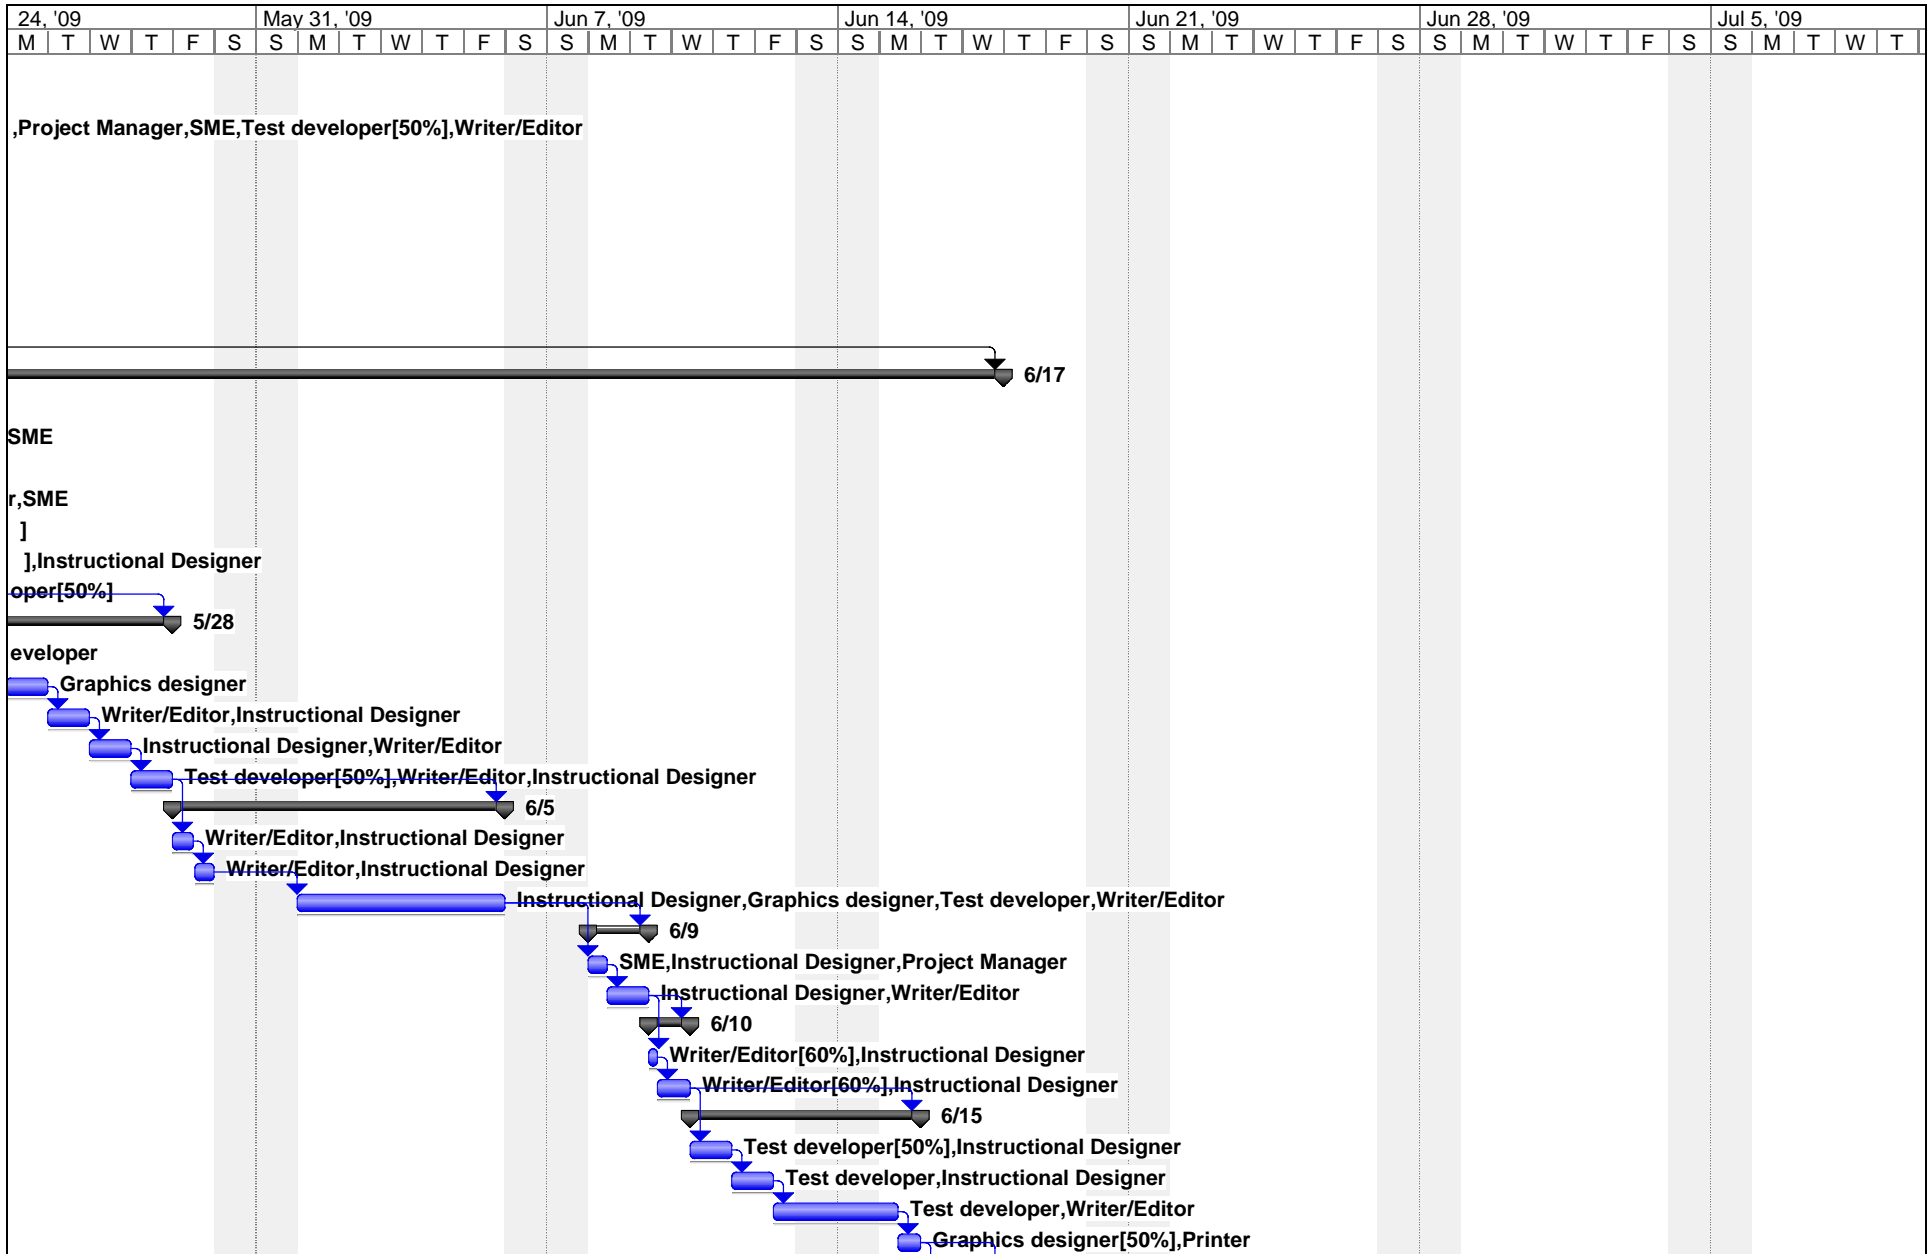 24, '09 May 31, '09 Jun 7, '09 Jun 14, '09 Jun 21, '09 Jun 28, '09 Jul 5, '09
M T W T F S S M T W T F S S M T W T F S S M T W T F S S M T W T F S S M T W T F S S M T W T
,Project Manager,SME,Test developer[50%],Writer/Editor
6/17
SME
r,SME
]
],Instructional Designer
oper[50%]
5/28
eveloper
Graphics designer
Writer/Editor,Instructional Designer
Instructional Designer,Writer/Editor
Test developer[50%],Writer/Editor,Instructional Designer
6/5
Writer/Editor,Instructional Designer
Writer/Editor,Instructional Designer
Instructional Designer,Graphics designer,Test developer,Writer/Editor
6/9
SME,Instructional Designer,Project Manager
Instructional Designer,Writer/Editor
6/10
Writer/Editor[60%],Instructional Designer
Writer/Editor[60%],Instructional Designer
6/15
Test developer[50%],Instructional Designer
Test developer,Instructional Designer
Test developer,Writer/Editor
Graphics designer[50%],Printer